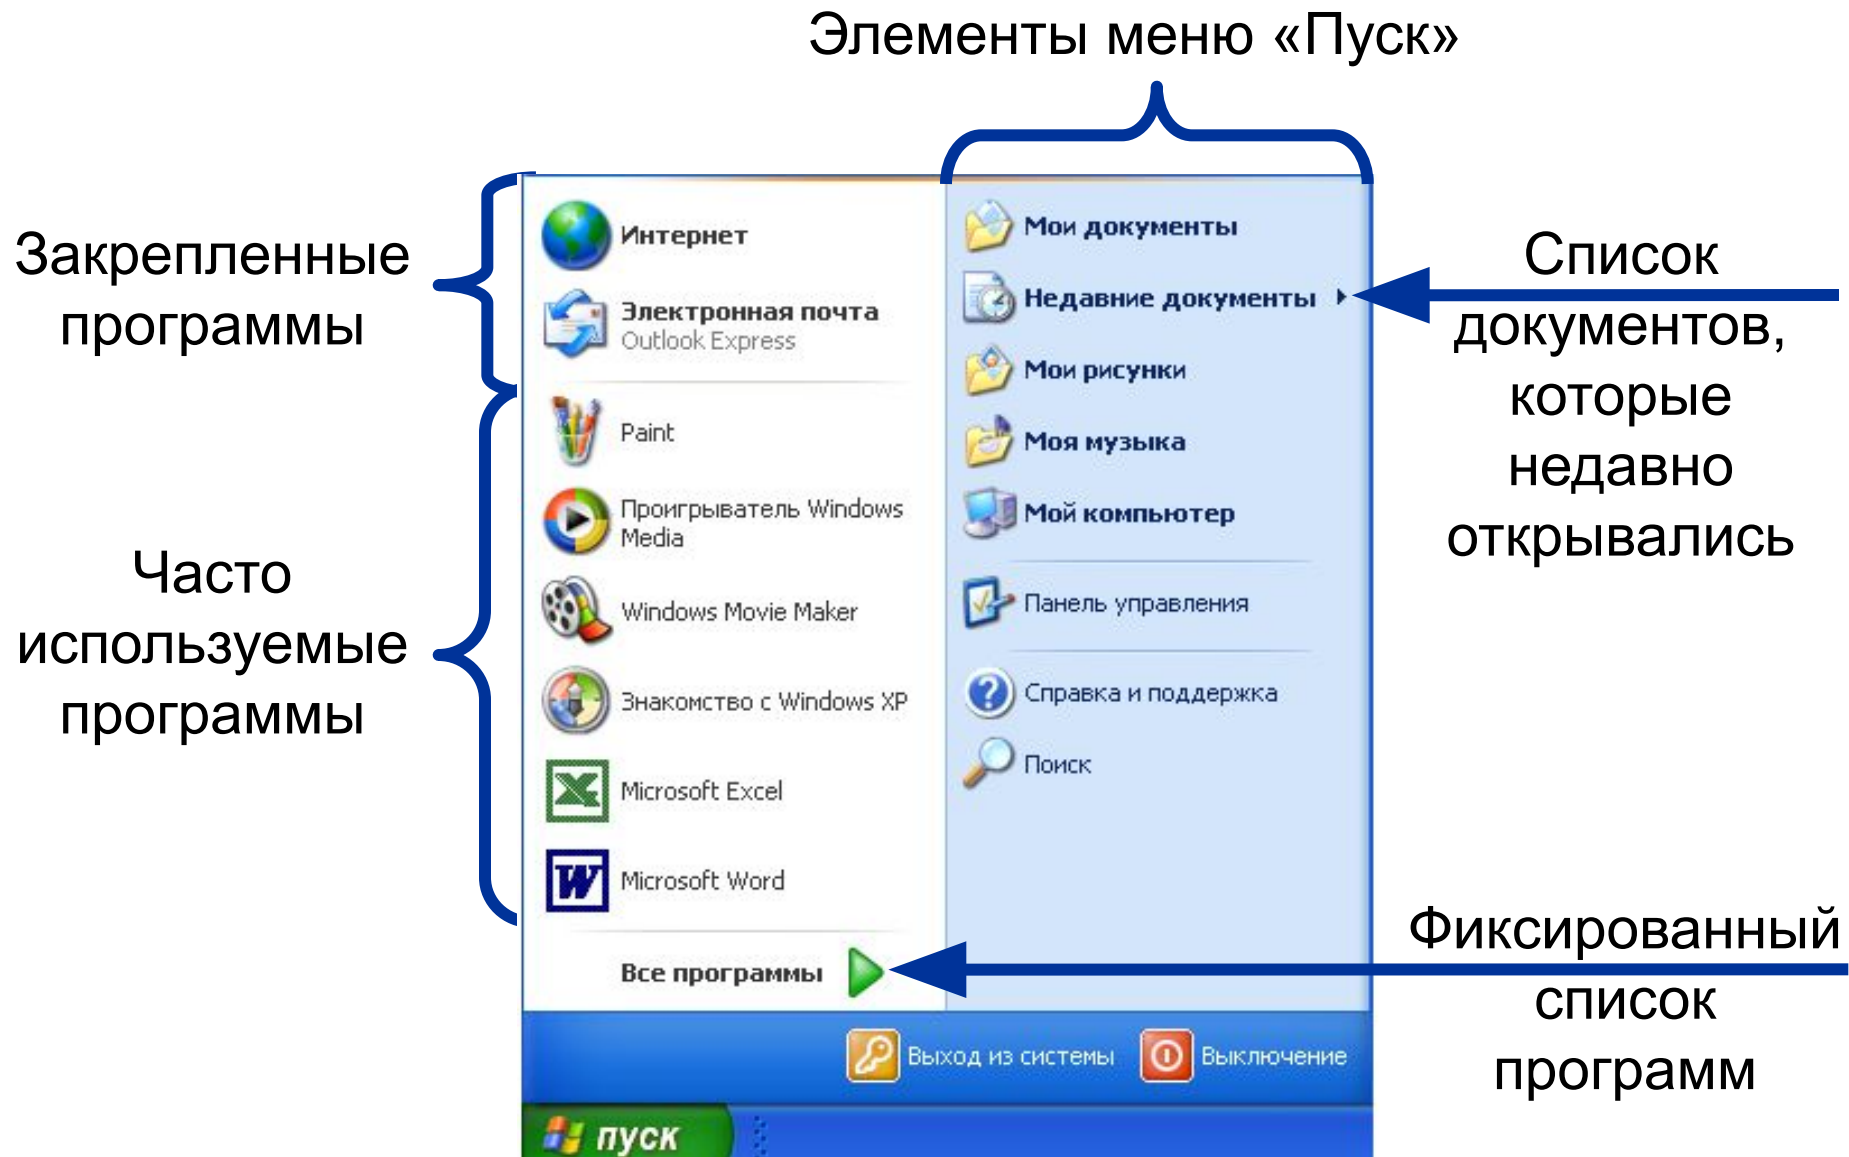 Элементы меню «Пуск»
Закрепленные
программы
Часто
используемые
программы
Интернет
Электронная почта
Outlook Express
Paint
Проигрыватель Windows
Media
Windows Movie Maker
Знакомство с Windows XP
Microsoft Excel
Microsoft Word
Все программы
Мои документы
Недавние документы
Мои рисунки
Моя музыка
Мой компьютер
Панель управления
Справка и поддержка
Поиск
Список
документов,
которые
недавно
открывались
Фиксированный
список
программ
Выход из системы
Выключение
пуск